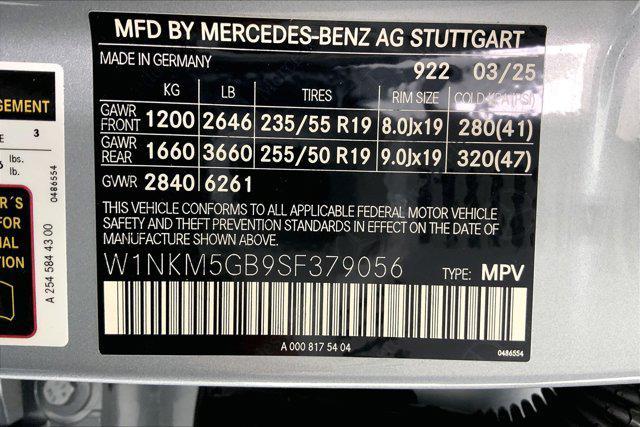 MFD BY MERCEDES-BENZ AG STUTTGART
MADE IN GERMANY 922 03/25
KG LB TIRES RIM SIZE COLD
GAWR FRONT 1200 2646 235/55 R19 8.0Jx19 280(41)
GAWR REAR 1660 3660 255/50 R19 9.0Jx19 320(47)
GVWR 2840 6261
THIS VEHICLE CONFORMS TO ALL APPLICABLE FEDERAL MOTOR VEHICLE
SAFETY AND THEFT PREVENTION STANDARDS IN EFFECT ON THE DATE OF
MANUFACTURE SHOWN ABOVE.
W1NKM5GB9SF379056 TYPE: MPV
A 000 817 54 04 0486554
3
lbs.
lb.
0486554
FOR
A 254 584 43 00